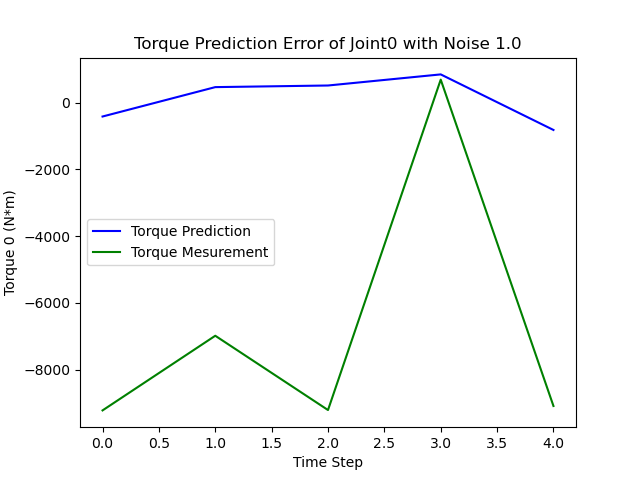 Torque Prediction Error of Joint0 with Noise 1.0
Torque 0 (N*m)
0
−2000
−4000
−6000
−8000
Torque Prediction
Torque Mesurement
0.0 0.5 1.0 1.5 2.0 2.5 3.0 3.5 4.0
Time Step